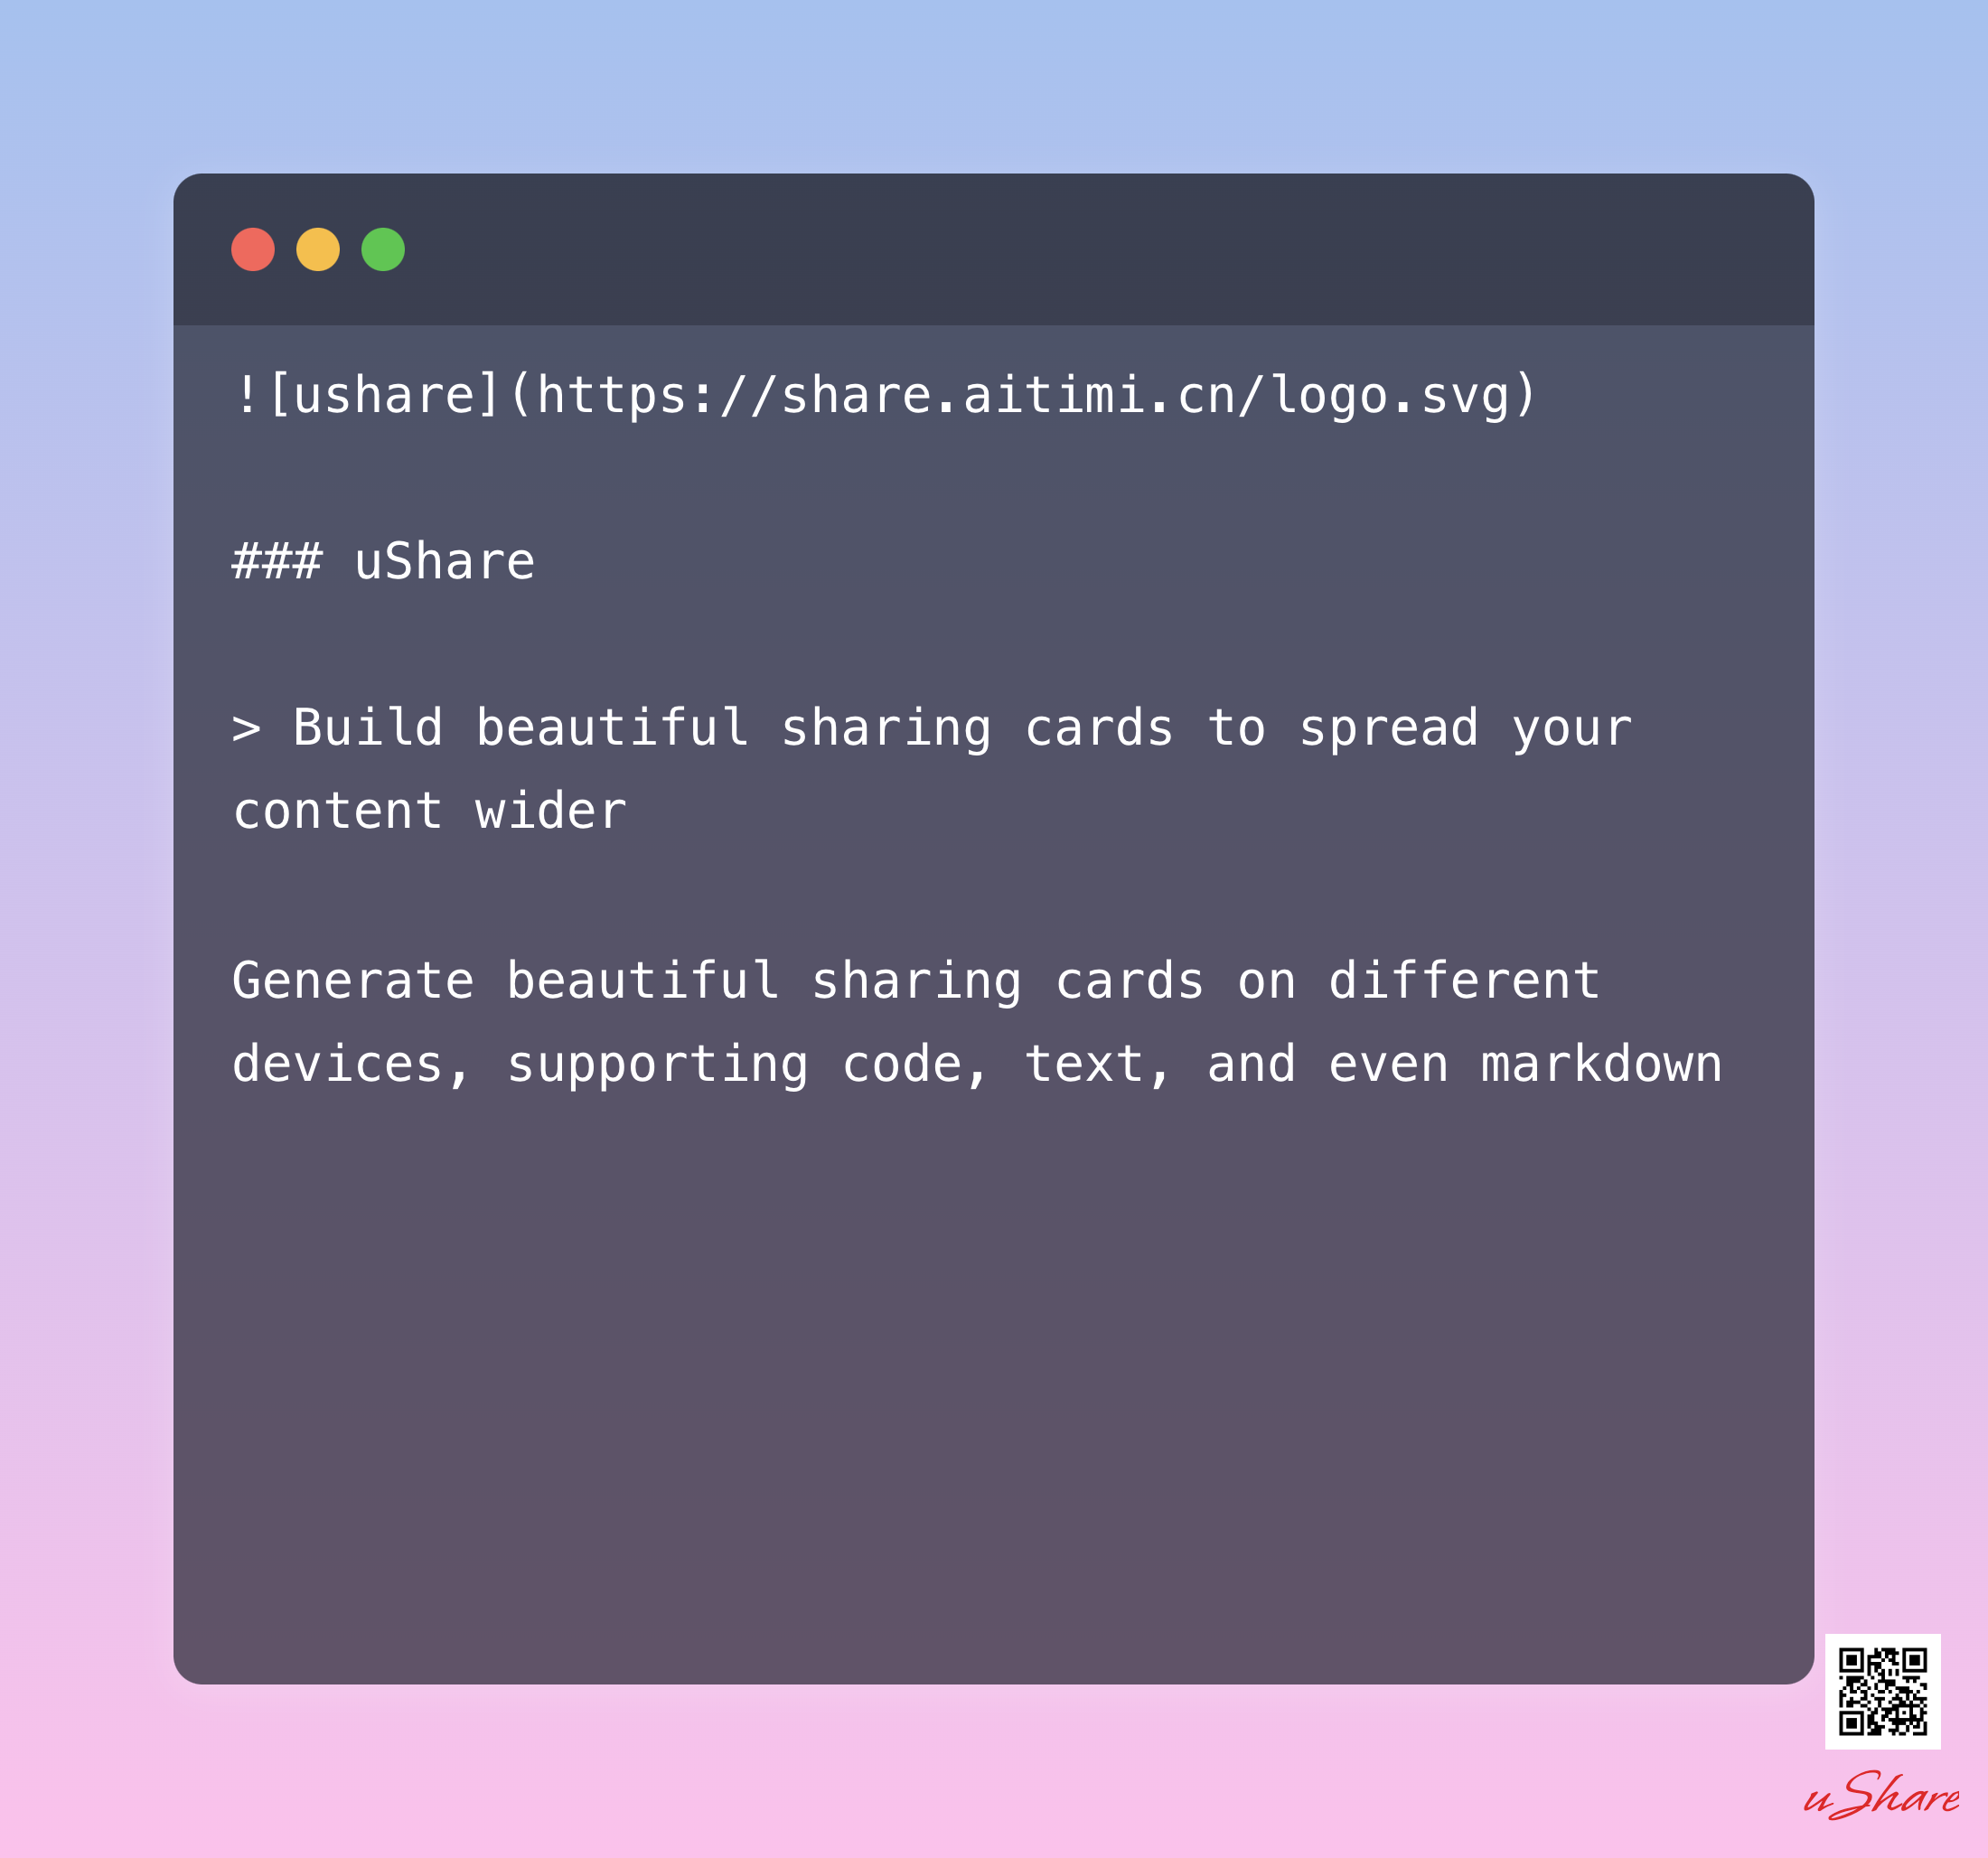 ![ushare](https://share.aitimi.cn/logo.svg)
### uShare
> Build beautiful sharing cards to spread your
content wider
Generate beautiful sharing cards on different
devices, supporting code, text, and even markdown
uShare